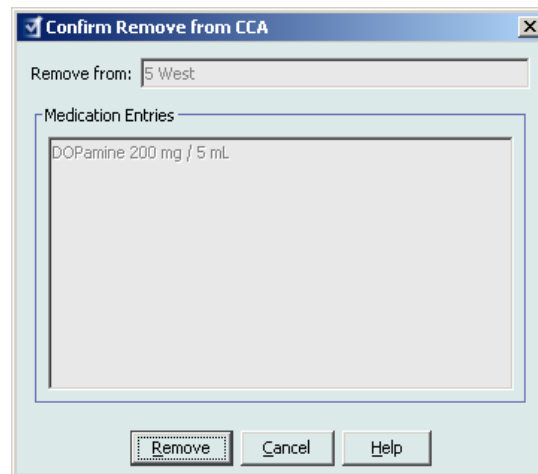 Confirm Remove from CCA
Remove from: 5 West
Medication Entries
DOPamine 200 mg / 5 mL
Remove Cancel Help